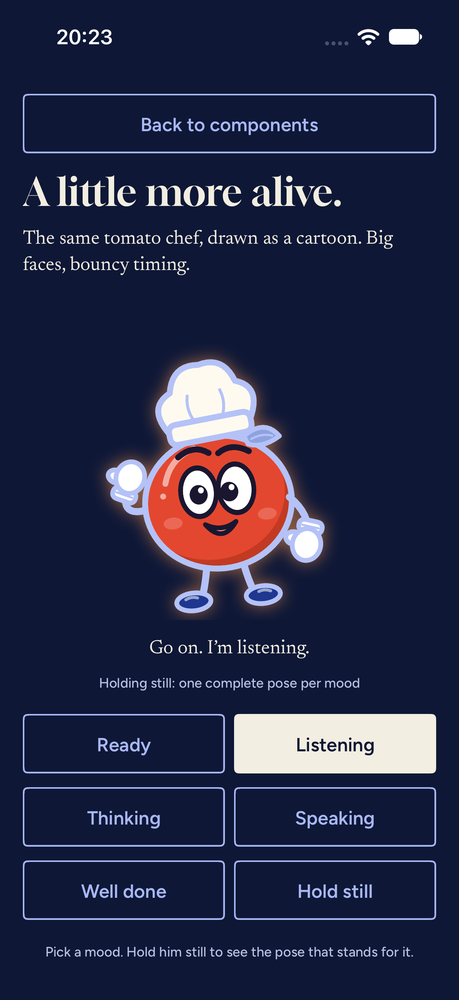 20:23
Back to components
A little more alive.
The same tomato chef, drawn as a cartoon. Big
faces, bouncy timing.
Go on. I’m listening.
Holding still: one complete pose per mood
Ready
Listening
Thinking
Speaking
Well done
Hold still
Pick a mood. Hold him still to see the pose that stands for it.